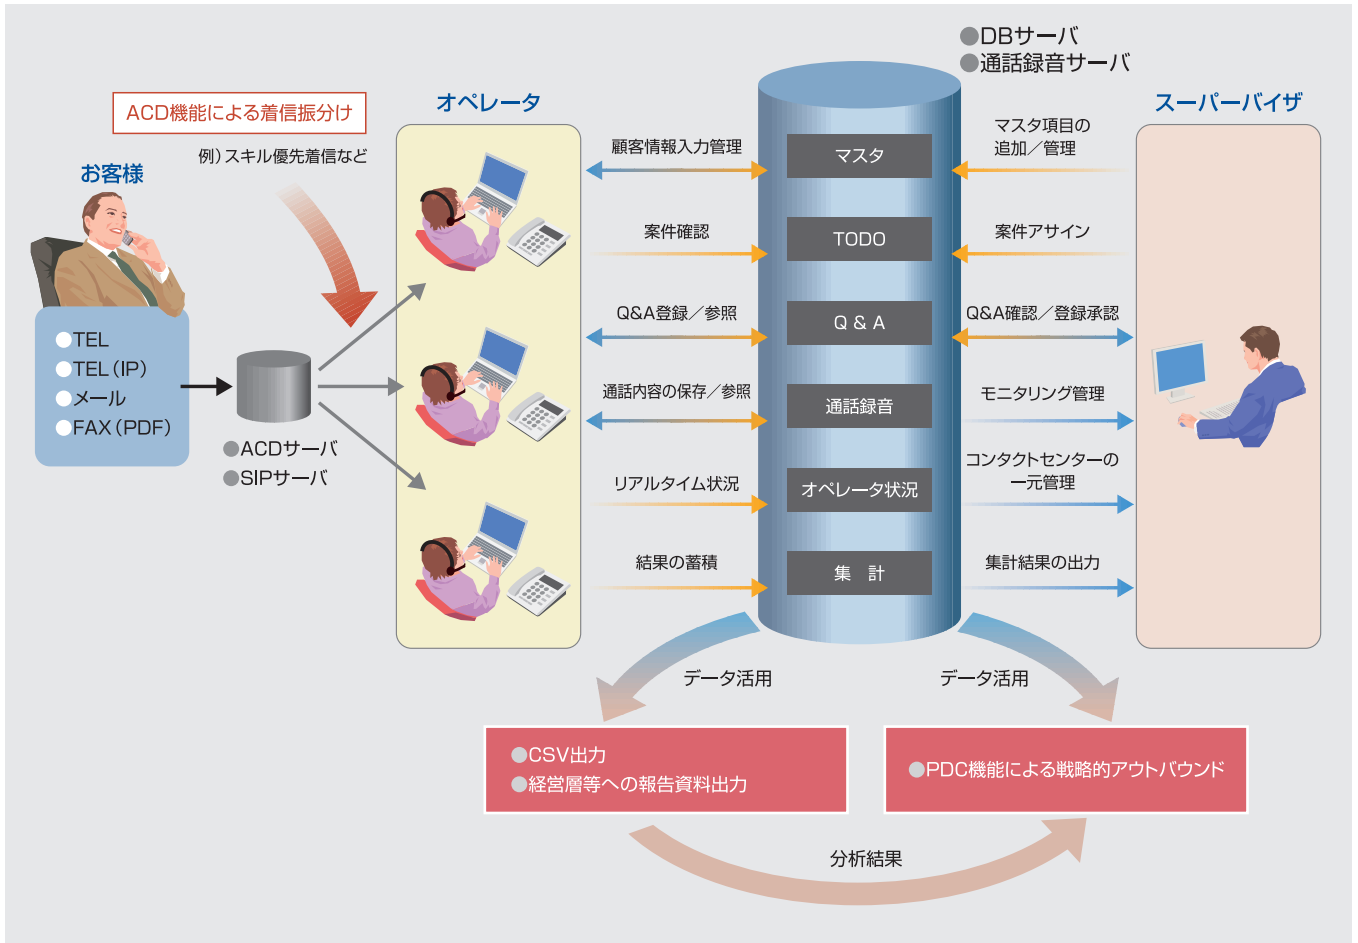 ●DBサーバ
●通話録音サーバ
ACD機能による着信振分け
例）スキル優先着信など
お客様
●TEL
●TEL（IP）
●メール
●FAX（PDF）
●ACDサーバ
●SIPサーバ
オペレータ
顧客情報入力管理
案件確認
Q&A登録／参照
通話内容の保存／参照
リアルタイム状況
結果の蓄積
マスタ
TODO
Q & A
通話録音
オペレータ状況
集　計
スーパーバイザ
マスタ項目の
追加／管理
案件アサイン
Q&A確認／登録承認
モニタリング管理
コンタクトセンターの
一元管理
集計結果の出力
データ活用
データ活用
●CSV出力
●経営層等への報告資料出力
●PDC機能による戦略的アウトバウンド
分析結果